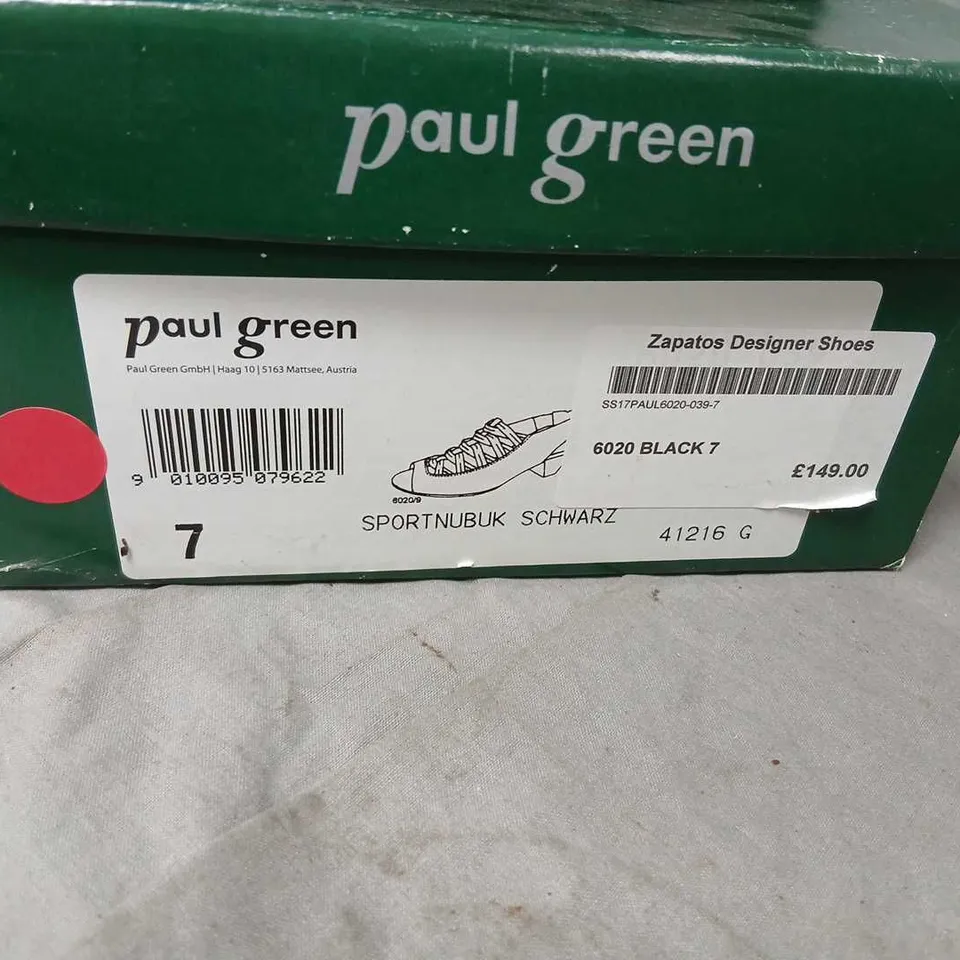 paul green
paul green
Paul Green GmbH | Haag 10 | 5163 Mattsee, Austria
9 010095 079622
6020/9
7
SPORTNUBUK SCHWARZ
41216 G
Zapatos Designer Shoes
SS17PAUL6020-039-7
6020 BLACK 7
£149.00